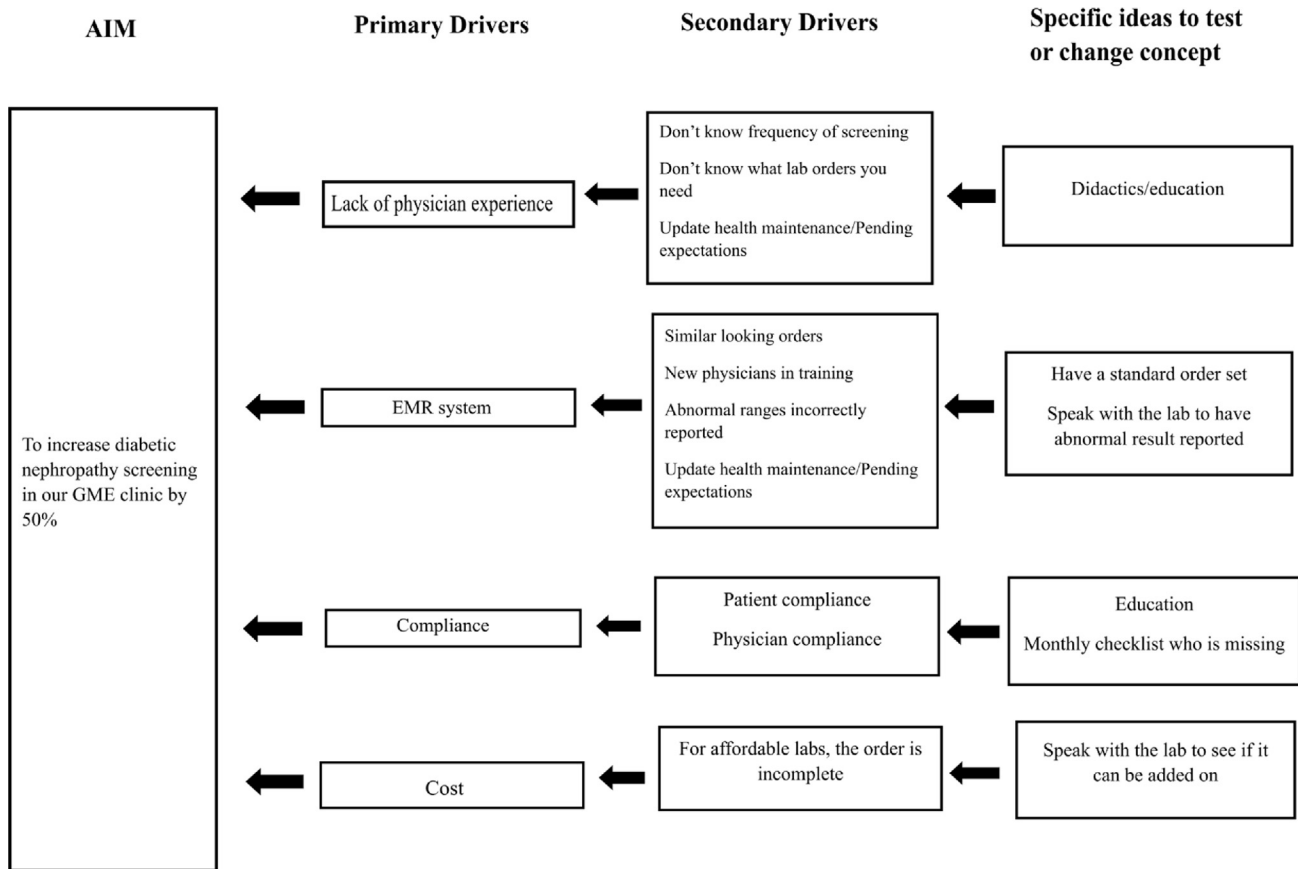 AIM
Primary Drivers
Secondary Drivers
Specific ideas to test
or change concept
To increase diabetic
nephropathy screening
in our GME clinic by
50%
Lack of physician experience
Don’t know frequency of screening
Don’t know what lab orders you
need
Update health maintenance/Pending
expectations
Didactics/education
EMR system
Similar looking orders
New physicians in training
Abnormal ranges incorrectly
reported
Update health maintenance/Pending
expectations
Have a standard order set
Speak with the lab to have
abnormal result reported
Compliance
Patient compliance
Physician compliance
Education
Monthly checklist who is missing
Cost
For affordable labs, the order is
incomplete
Speak with the lab to see if it
can be added on